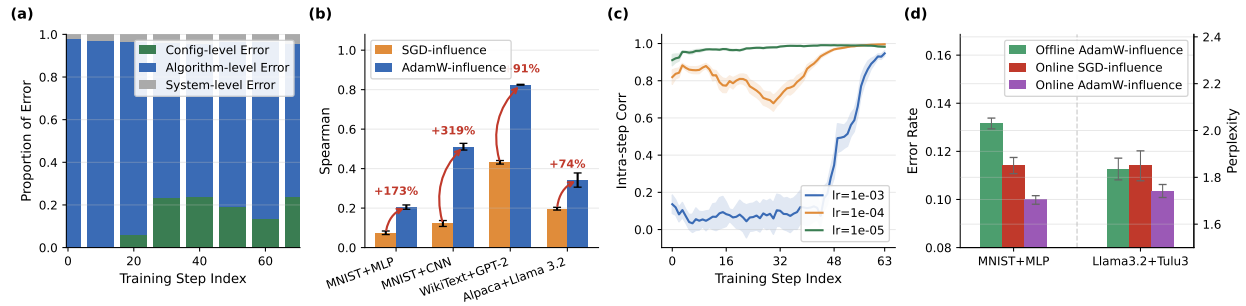 (a)
Proportion of Error
1.0
0.8
0.6
0.4
0.2
0.0
Config-level Error
Algorithm-level Error
System-level Error
0
20
40
60
Training Step Index
(b)
Spearman
1.0
0.8
0.6
0.4
0.2
0.0
SGD-influence
AdamW-influence
+173%
+319%
91%
+74%
MNIST+MLP
MNIST+CNN
WikiText+GPT-2
Alpaca+Llama 3.2
(c)
Intra-step Corr
1.0
0.8
0.6
0.4
0.2
0.0
lr=1e-03
lr=1e-04
lr=1e-05
0
16
32
48
63
Training Step Index
(d)
Error Rate
0.16
0.14
0.12
0.10
0.08
Offline AdamW-influence
Online SGD-influence
Online AdamW-influence
MNIST+MLP
Llama3.2+Tulu3
2.4
2.2
2.0
1.8
1.6
Perplexity